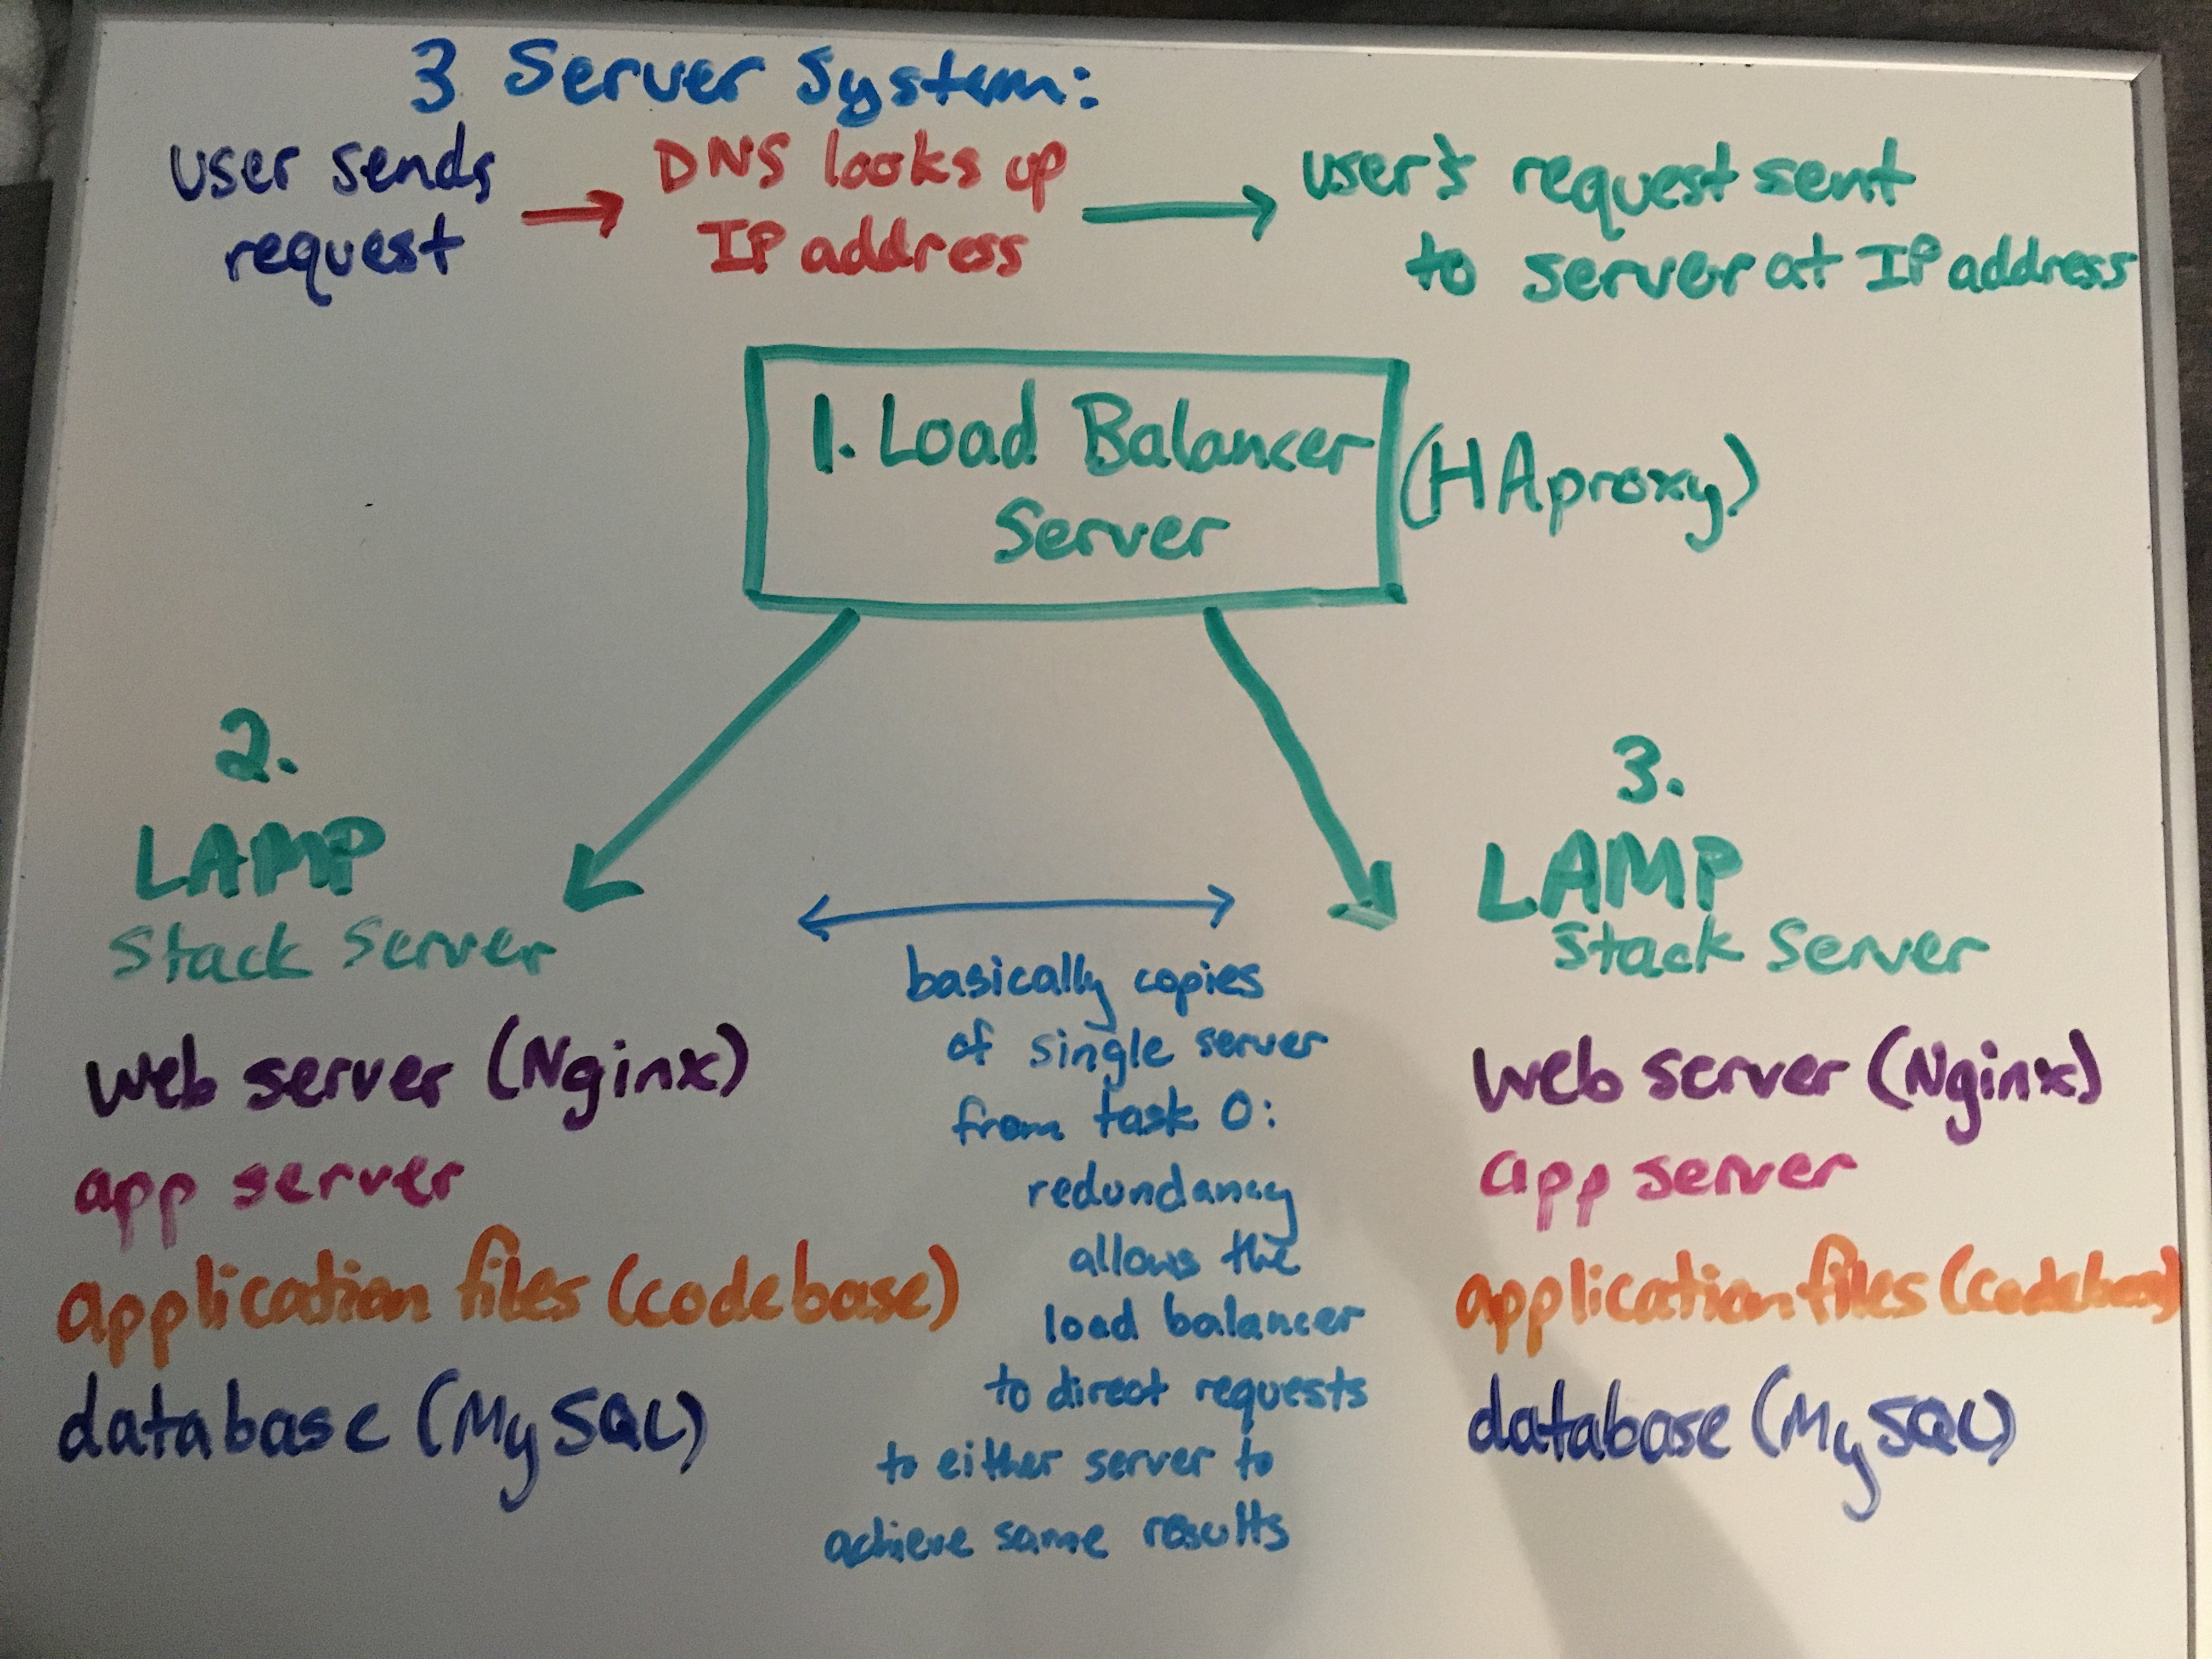 3 Server System:
user sends
request
→ DNS looks up
IP address
→ user's request sent
to server at IP address
1. Load Balancer
Server
(HAproxy)
2.
LAMP
Stack Server
web server (Nginx)
app server
application files (codebase)
database (MySQL)
basically copies
of single server
from task 0:
redundancy
allows the
load balancer
to direct requests
to either server to
achieve same results
3.
LAMP
Stack Server
web server (Nginx)
app server
application files (codebase)
database (MySQL)